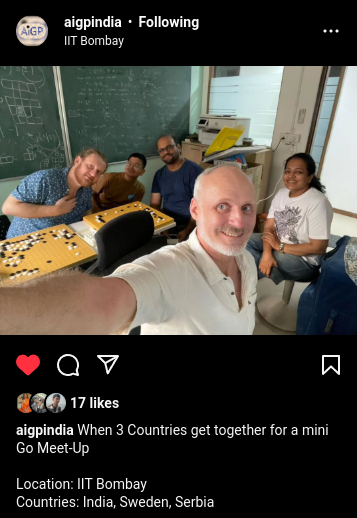 AiGP
aigpindia • Following
IIT Bombay
17 likes
aigpindia When 3 Countries get together for a mini
Go Meet-Up
Location: IIT Bombay
Countries: India, Sweden, Serbia